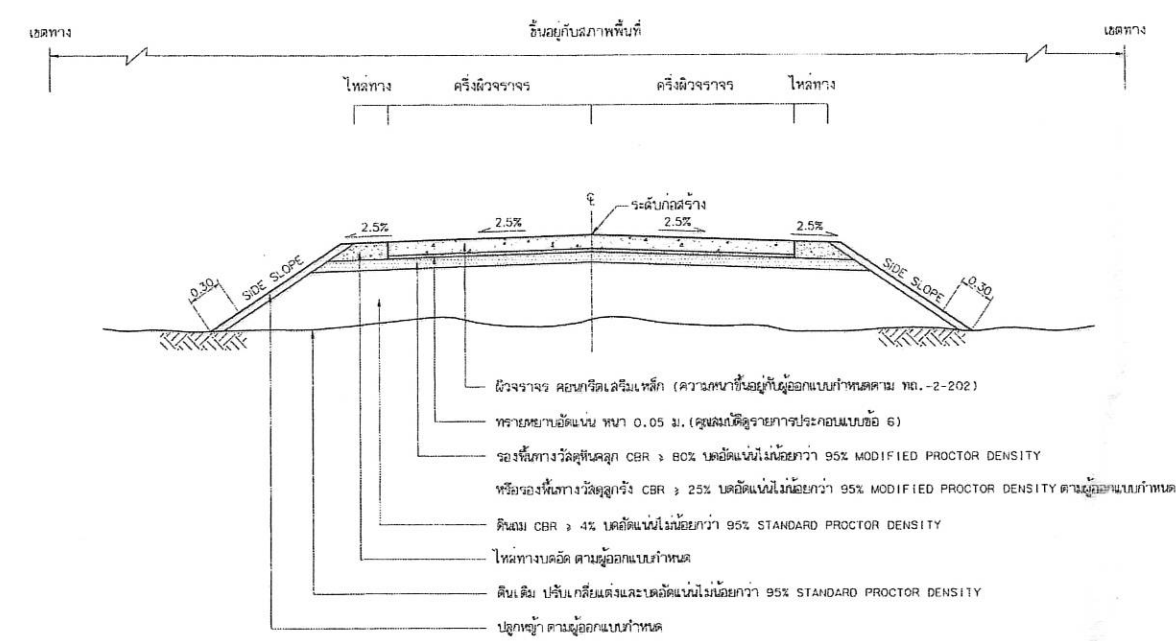 เขตทาง ขึ้นอยู่กับสภาพพื้นที่ เขตทาง
ไหล่ทาง ครึ่งผิวจราจร ครึ่งผิวจราจร ไหล่ทาง
℄ ระดับก่อสร้าง
2.5% 2.5% 2.5% 2.5%
0.30 SIDE SLOPE SIDE SLOPE 0.30
ผิวจราจร คอนกรีตเสริมเหล็ก (ความหนาขึ้นอยู่กับผู้ออกแบบกำหนดตาม ทถ.-2-202)
ทรายหยาบอัดแน่น หนา 0.05 ม. (คุณสมบัติดูรายการประกอบแบบข้อ 6)
รองพื้นทางวัสดุหินคลุก CBR ≥ 80% บดอัดแน่นไม่น้อยกว่า 95% MODIFIED PROCTOR DENSITY
หรือรองพื้นทางวัสดุลูกรัง CBR ≥ 25% บดอัดแน่นไม่น้อยกว่า 95% MODIFIED PROCTOR DENSITY ตามผู้ออกแบบกำหนด
ดินถม CBR ≥ 4% บดอัดแน่นไม่น้อยกว่า 95% STANDARD PROCTOR DENSITY
ไหล่ทางบดอัด ตามผู้ออกแบบกำหนด
ดินเดิม ปรับเกลี่ยแต่งและบดอัดแน่นไม่น้อยกว่า 95% STANDARD PROCTOR DENSITY
ปลูกหญ้า ตามผู้ออกแบบกำหนด